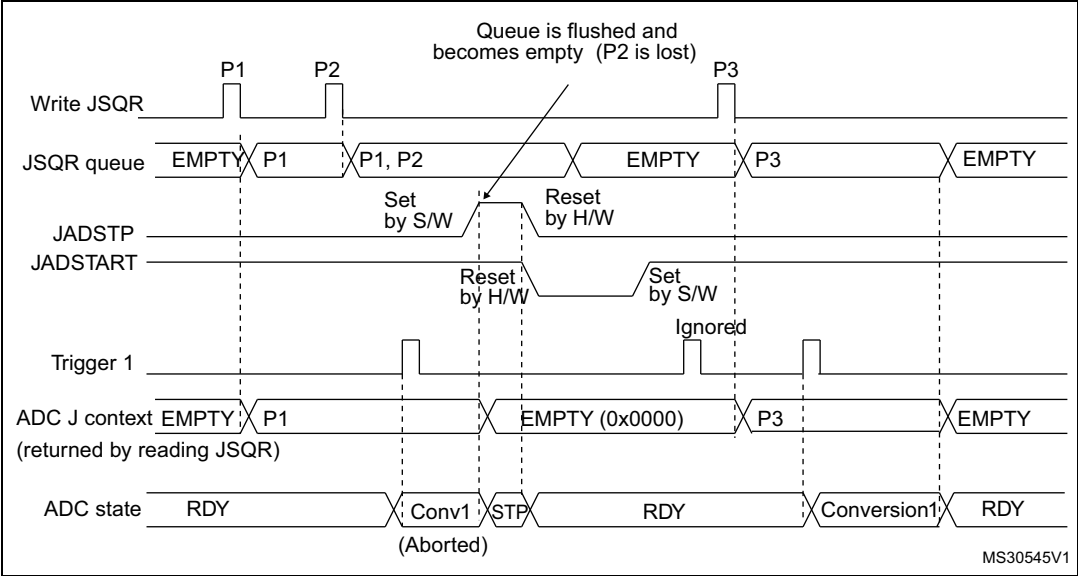 Queue is flushed and
becomes empty (P2 is lost)
P1
P2
P3
Write JSQR
JSQR queue
EMPTY
P1
P1, P2
EMPTY
P3
EMPTY
Set
by S/W
Reset
by H/W
JADSTP
JADSTART
Reset
by H/W
Set
by S/W
Ignored
Trigger 1
ADC J context
(returned by reading JSQR)
EMPTY
P1
EMPTY (0x0000)
P3
EMPTY
ADC state
RDY
Conv1
STP
RDY
Conversion1
RDY
(Aborted)
MS30545V1